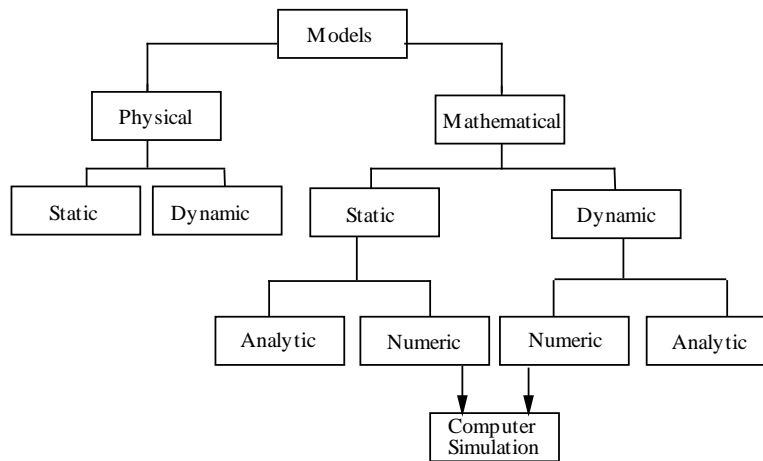 Models
Physical
Mathematical
Static
Dynamic
Static
Dynamic
Analytic
Numeric
Numeric
Analytic
Computer
Simulation